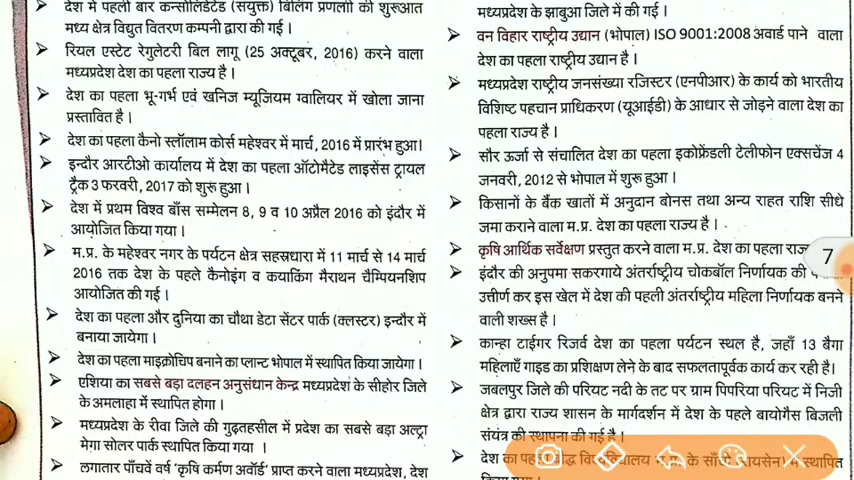 देश में पहली बार कन्सोलिडेटेड (संयुक्त) बिलिंग प्रणाली की शुरूआत
मध्य क्षेत्र विद्युत वितरण कम्पनी द्वारा की गई।
रियल एस्टेट रेगुलेटरी बिल लागू (25 अक्टूबर, 2016) करने वाला
मध्यप्रदेश देश का पहला राज्य है।
देश का पहला भू-गर्भ एवं खनिज म्यूजियम ग्वालियर में खोला जाना
प्रस्तावित है।
देश का पहला कैनो स्लॉलाम कोर्स महेश्वर में मार्च, 2016 में प्रारंभ हुआ।
इन्दौर आरटीओ कार्यालय में देश का पहला ऑटोमैटेड लाइसेंस ट्रायल
ट्रैक 3 फरवरी, 2017 को शुरू हुआ।
देश में प्रथम विश्व बाँस सम्मेलन 8, 9 व 10 अप्रैल 2016 को इंदौर में
आयोजित किया गया।
म.प्र. के महेश्वर नगर के पर्यटन क्षेत्र सहस्रधारा में 11 मार्च से 14 मार्च
2016 तक देश के पहले कैनोइंग व कयाकिंग मैराथन चैम्पियनशिप
आयोजित की गई।
देश का पहला और दुनिया का चौथा डेटा सेंटर पार्क (क्लस्टर) इन्दौर में
बनाया जायेगा।
देश का पहला माइक्रोचिप बनाने का प्लान्ट भोपाल में स्थापित किया जायेगा।
एशिया का सबसे बड़ा दलहन अनुसंधान केन्द्र मध्यप्रदेश के सीहोर जिले
के अमलाहा में स्थापित होगा।
मध्यप्रदेश के रीवा जिले की गुढ़तहसील में प्रदेश का सबसे बड़ा अल्ट्रा
मेगा सोलर पार्क स्थापित किया गया ।
लगातार पाँचवें वर्ष 'कृषि कर्मण अवॉर्ड' प्राप्त करने वाला मध्यप्रदेश, देश
मध्यप्रदेश के झाबुआ जिले में की गई।
वन विहार राष्ट्रीय उद्यान (भोपाल) ISO 9001:2008 अवार्ड पाने वाला
देश का पहला राष्ट्रीय उद्यान है।
मध्यप्रदेश राष्ट्रीय जनसंख्या रजिस्टर (एनपीआर) के कार्य को भारतीय
विशिष्ट पहचान प्राधिकरण (यूआईडी) के आधार से जोड़ने वाला देश का
पहला राज्य है।
सौर ऊर्जा से संचालित देश का पहला इकोफ्रेंडली टेलीफोन एक्सचेंज 4
जनवरी, 2012 से भोपाल में शुरू हुआ।
किसानों के बैंक खातों में अनुदान बोनस तथा अन्य राहत राशि सीधे
जमा कराने वाला म.प्र. देश का पहला राज्य है।
कृषि आर्थिक सर्वेक्षण प्रस्तुत करने वाला म.प्र. देश का पहला
7
इंदौर की अनुपमा सकरगाये अंतर्राष्ट्रीय चोकबॉल निर्णायक की
उत्तीर्ण कर इस खेल में देश की पहली अंतर्राष्ट्रीय महिला निर्णायक बनने
वाली शख्स है।
कान्हा टाईगर रिजर्व देश का पहला पर्यटन स्थल है, जहाँ 13 बैगा
महिलाएँ गाइड का प्रशिक्षण लेने के बाद सफलतापूर्वक कार्य कर रही है।
जबलपुर जिले की परियट नदी के तट पर ग्राम पिपरिया परियट में निजी
क्षेत्र द्वारा राज्य शासन के मार्गदर्शन में देश के पहले बायोगैस बिजली
संयंत्र की स्थापना की गई है।
देश का के स्थापित